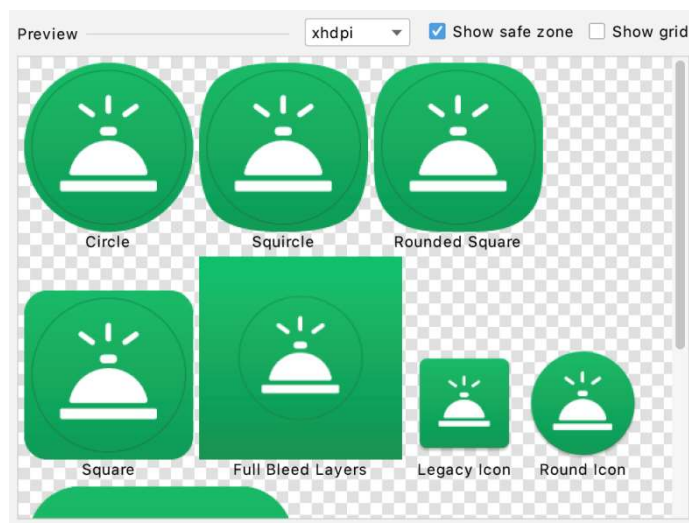 Preview xhdpi Show safe zone Show grid
Circle Squircle Rounded Square
Square Full Bleed Layers Legacy Icon Round Icon